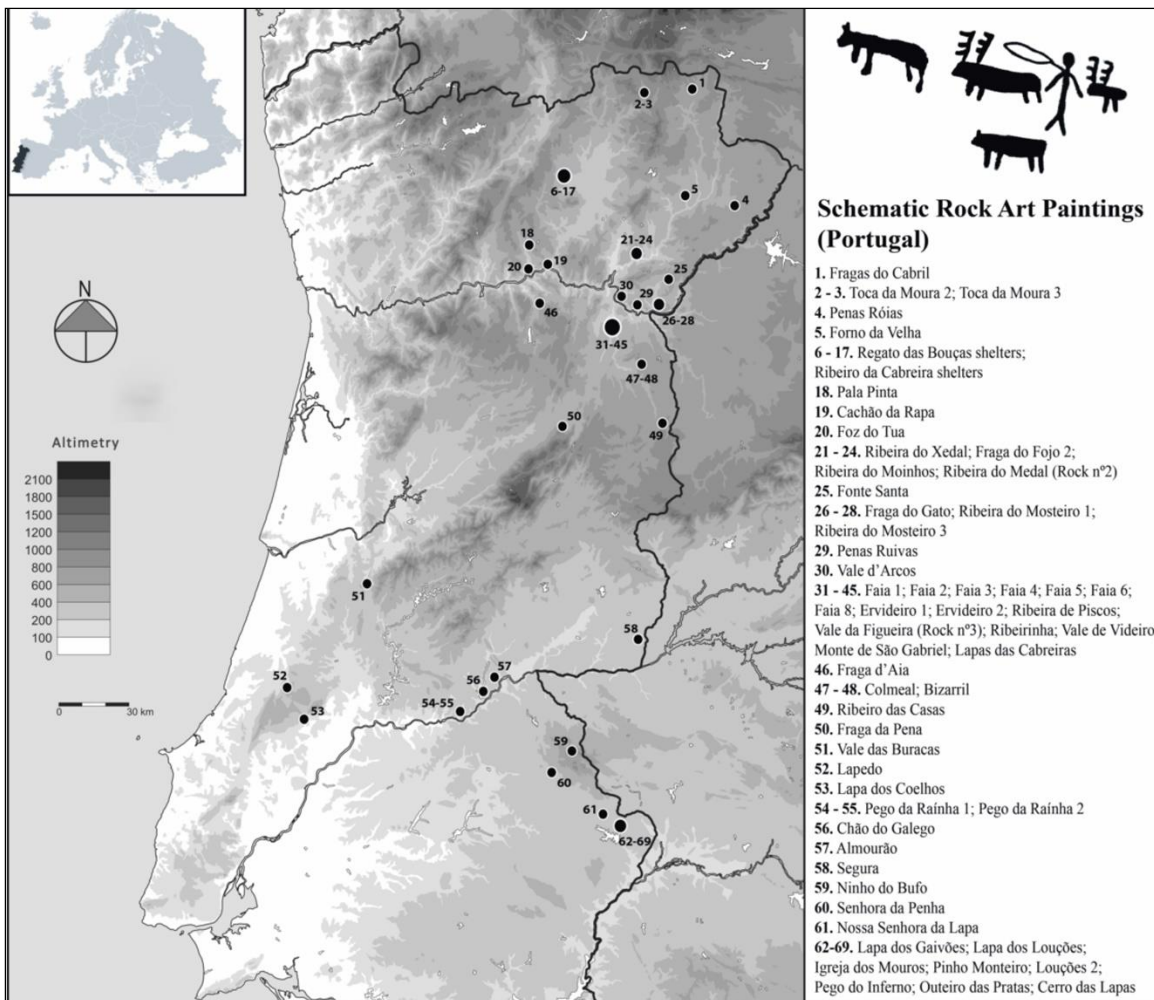 1
2-3
6-17
5
4
18
21-24
19
20
25
30
29
46
26-28
31-45
47-48
50
49
51
58
57
52
56
54-55
53
59
60
61
62-69
N
Altimetry
2100
1800
1500
1200
1000
800
600
400
200
100
0
0 30 km
Schematic Rock Art Paintings
(Portugal)
1. Fragas do Cabril
2 - 3. Toca da Moura 2; Toca da Moura 3
4. Penas Róias
5. Forno da Velha
6 - 17. Regato das Bouças shelters;
Ribeiro da Cabreira shelters
18. Pala Pinta
19. Cachão da Rapa
20. Foz do Tua
21 - 24. Ribeira do Xedal; Fraga do Fojo 2;
Ribeira do Moinhos; Ribeira do Medal (Rock nº2)
25. Fonte Santa
26 - 28. Fraga do Gato; Ribeira do Mosteiro 1;
Ribeira do Mosteiro 3
29. Penas Ruivas
30. Vale d'Arcos
31 - 45. Faia 1; Faia 2; Faia 3; Faia 4; Faia 5; Faia 6;
Faia 8; Ervideiro 1; Ervideiro 2; Ribeira de Piscos;
Vale da Figueira (Rock nº3); Ribeirinha; Vale de Videiro
Monte de São Gabriel; Lapas das Cabreiras
46. Fraga d'Aia
47 - 48. Colmeal; Bizarril
49. Ribeiro das Casas
50. Fraga da Pena
51. Vale das Buracas
52. Lapedo
53. Lapa dos Coelhos
54 - 55. Pego da Raínha 1; Pego da Raínha 2
56. Chão do Galego
57. Almourão
58. Segura
59. Ninho do Bufo
60. Senhora da Penha
61. Nossa Senhora da Lapa
62-69. Lapa dos Gaivões; Lapa dos Louções;
Igreja dos Mouros; Pinho Monteiro; Louções 2;
Pego do Inferno; Outeiro das Pratas; Cerro das Lapas